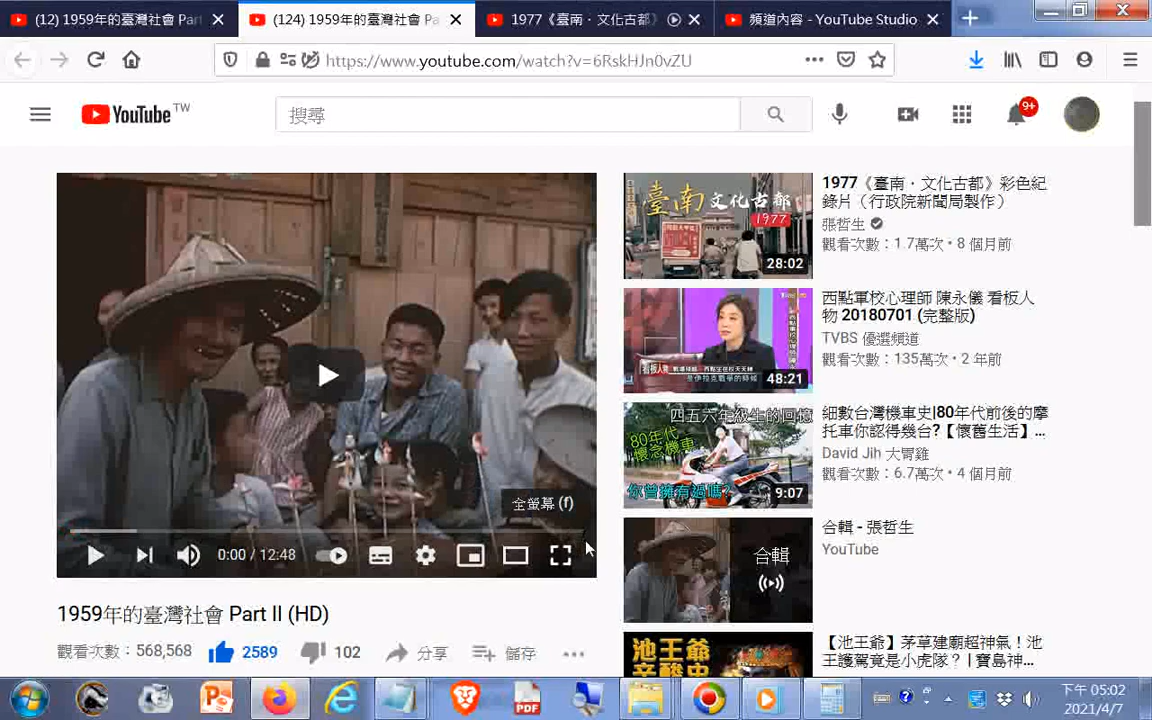 (12) 1959年的臺灣社會 Par
(124) 1959年的臺灣社會 Pa
1977《臺南．文化古都》
頻道內容 - YouTube Studio
https://www.youtube.com/watch?v=6RskHJn0vZU
YouTube TW
搜尋
9+
全螢幕 (f)
0:00 / 12:48
1959年的臺灣社會 Part II (HD)
觀看次數：568,568
2589
102
分享
儲存
臺南 文化古都
1977
28:02
1977《臺南．文化古都》彩色紀
錄片（行政院新聞局製作）
張哲生
觀看次數：1.7萬次 • 8 個月前
看板人物
48:21
西點軍校心理師 陳永儀 看板人
物 20180701 (完整版)
TVBS 優選頻道
觀看次數：135萬次 • 2 年前
四五六年級生的回憶
80年代
懷念機車
你曾擁有過嗎?
9:07
細數台灣機車史|80年代前後的摩
托車你認得幾台?【懷舊生活】...
David Jih 大胃雞
觀看次數：6.7萬次 • 4 個月前
合輯
合輯 - 張哲生
YouTube
池王爺
辛酸史
【池王爺】茅草建廟超神氣！池
王護駕竟是小虎隊？ | 寶島神...
PDF
下午 05:02
2021/4/7